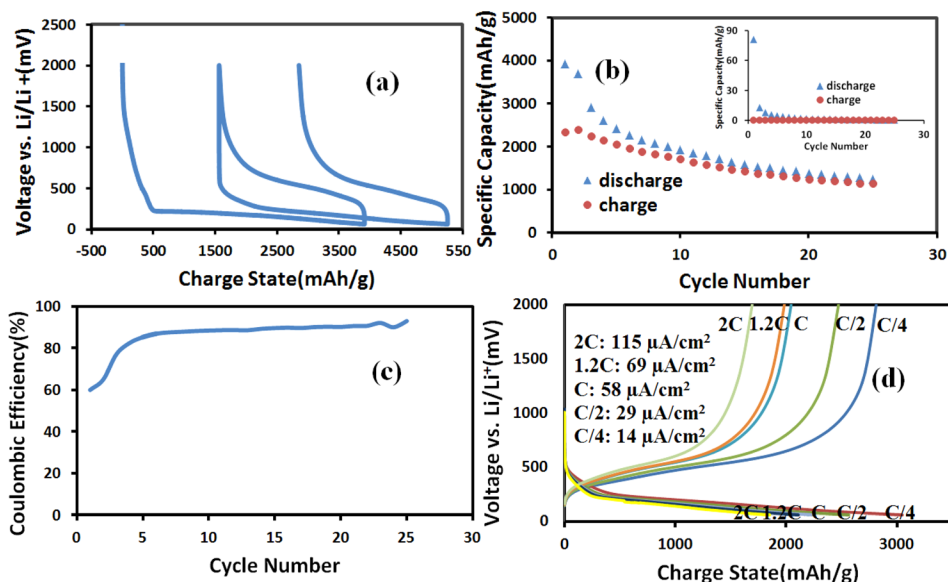 2500
2000
1500
1000
500
0
-500 500 1500 2500 3500 4500 550
Voltage vs. Li/Li +(mV)
Charge State(mAh/g)
(a)
5000
4000
3000
2000
1000
0
0 10 20 30
Specific Capacity(mAh/g)
Cycle Number
(b)
discharge
charge
90
60
30
0
0 10 20 30
Specific Capacity(mAh/g)
Cycle Number
discharge
charge
100
80
60
40
20
0
0 5 10 15 20 25 30
Coulombic Efficiency(%)
Cycle Number
(c)
2000
1500
1000
500
0
0 1000 2000 3000
Voltage vs. Li/Li⁺(mV)
Charge State(mAh/g)
2C 1.2C C C/2 C/4
2C: 115 µA/cm²
1.2C: 69 µA/cm²
C: 58 µA/cm²
C/2: 29 µA/cm²
C/4: 14 µA/cm²
(d)
2C 1.2C C C/2 C/4